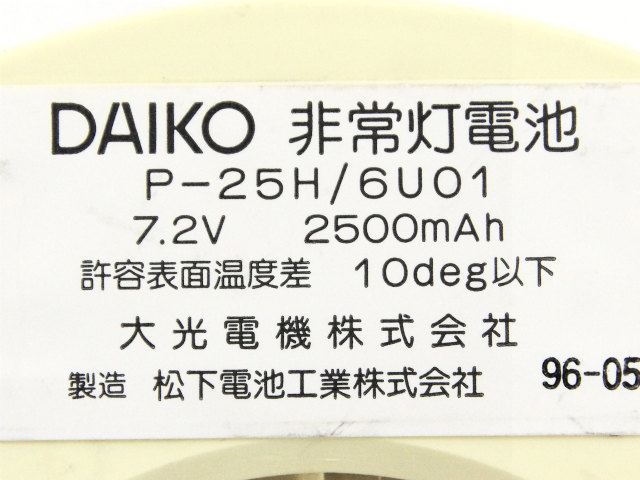 DAIKO 非常灯電池
P-25H/6U01
7.2V 2500mAh
許容表面温度差 10deg以下
大光電機株式会社
製造 松下電池工業株式会社 96-05